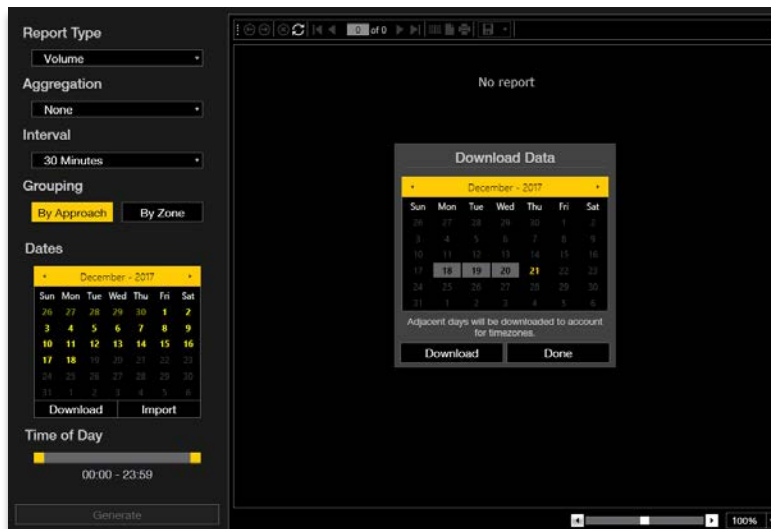 Report Type
Volume
Aggregation
None
Interval
30 Minutes
Grouping
By Approach By Zone
Dates
December - 2017
Sun Mon Tue Wed Thu Fri Sat
26 27 28 29 30 1 2
3 4 5 6 7 8 9
10 11 12 13 14 15 16
17 18 19 20 21 22 23
24 25 26 27 28 29 30
31 1 2 3 4 5 6
Download Import
Time of Day
00:00 - 23:59
Generate
0 of 0
No report
Download Data
December - 2017
Sun Mon Tue Wed Thu Fri Sat
26 27 28 29 30 1 2
3 4 5 6 7 8 9
10 11 12 13 14 15 16
17 18 19 20 21 22 23
24 25 26 27 28 29 30
31 1 2 3 4 5 6
Adjacent days will be downloaded to account
for timezones.
Download Done
100%